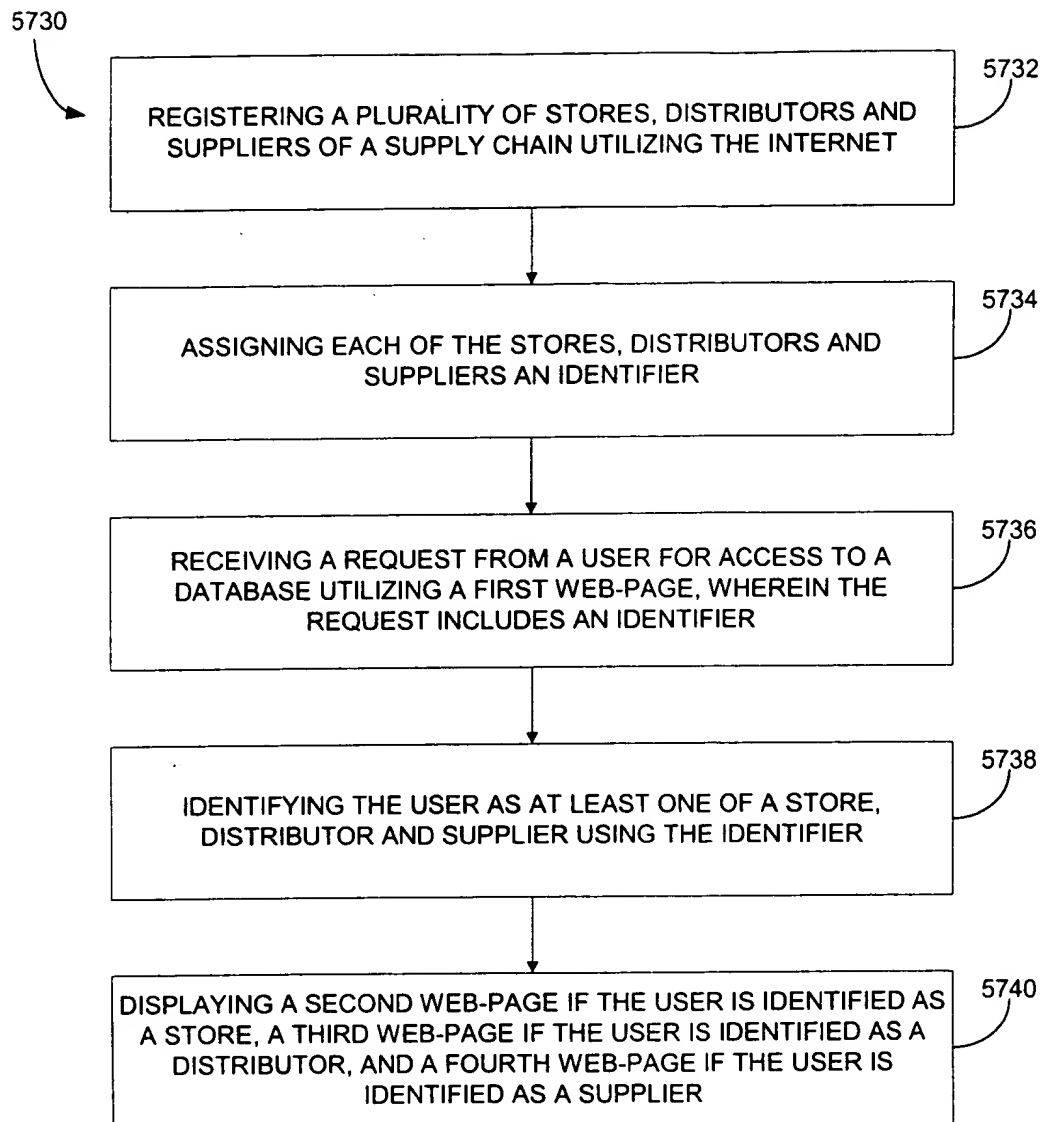 5730
5732
REGISTERING A PLURALITY OF STORES, DISTRIBUTORS AND
SUPPLIERS OF A SUPPLY CHAIN UTILIZING THE INTERNET
5734
ASSIGNING EACH OF THE STORES, DISTRIBUTORS AND
SUPPLIERS AN IDENTIFIER
5736
RECEIVING A REQUEST FROM A USER FOR ACCESS TO A
DATABASE UTILIZING A FIRST WEB-PAGE, WHEREIN THE
REQUEST INCLUDES AN IDENTIFIER
5738
IDENTIFYING THE USER AS AT LEAST ONE OF A STORE,
DISTRIBUTOR AND SUPPLIER USING THE IDENTIFIER
5740
DISPLAYING A SECOND WEB-PAGE IF THE USER IS IDENTIFIED AS
A STORE, A THIRD WEB-PAGE IF THE USER IS IDENTIFIED AS A
DISTRIBUTOR, AND A FOURTH WEB-PAGE IF THE USER IS
IDENTIFIED AS A SUPPLIER